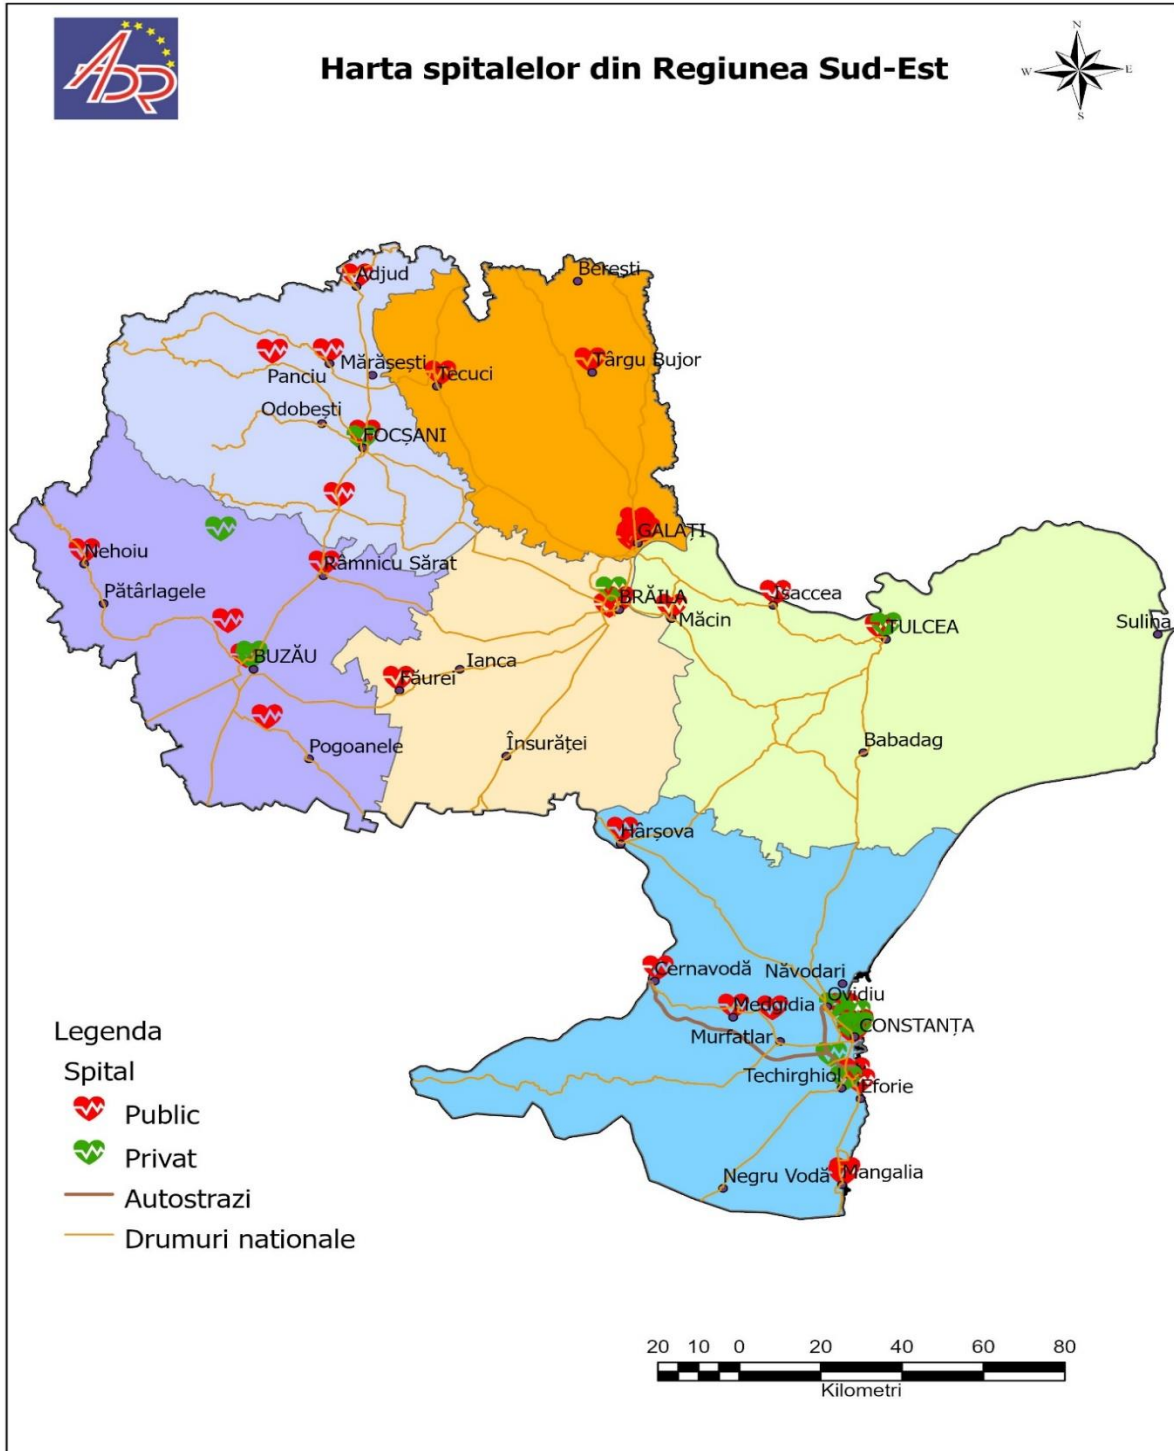 ADR
Harta spitalelor din Regiunea Sud-Est
N
W
E
S
Adjud
Berești
Mărășești
Panciu
Tecuci
Târgu Bujor
Odobești
FOCȘANI
GALAȚI
Nehoiu
Râmnicu Sărat
Pătârlagele
BRĂILA
Măcin
Isaccea
TULCEA
Sulina
BUZĂU
Ianca
Făurei
Însurăței
Pogoanele
Babadag
Hârșova
Cernavodă
Năvodari
Ovidiu
Medgidia
CONSTANȚA
Murfatlar
Techirghiol
Eforie
Negru Vodă
Mangalia
Legenda
Spital
Public
Privat
Autostrazi
Drumuri nationale
20 10 0 20 40 60 80
Kilometri